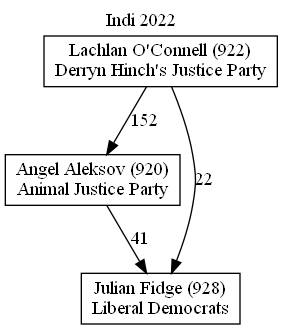 Indi 2022
Lachlan O'Connell (922)
Derryn Hinch's Justice Party
152
Angel Aleksov (920)
Animal Justice Party
22
41
Julian Fidge (928)
Liberal Democrats